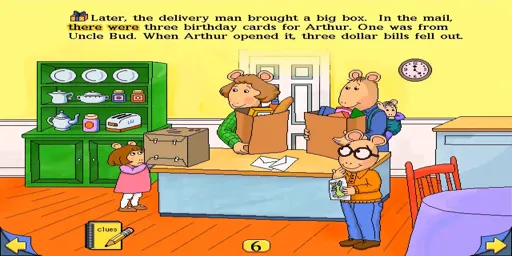 Later, the delivery man brought a big box. In the mail,
there were three birthday cards for Arthur. One was from
Uncle Bud. When Arthur opened it, three dollar bills fell out.
clues
6